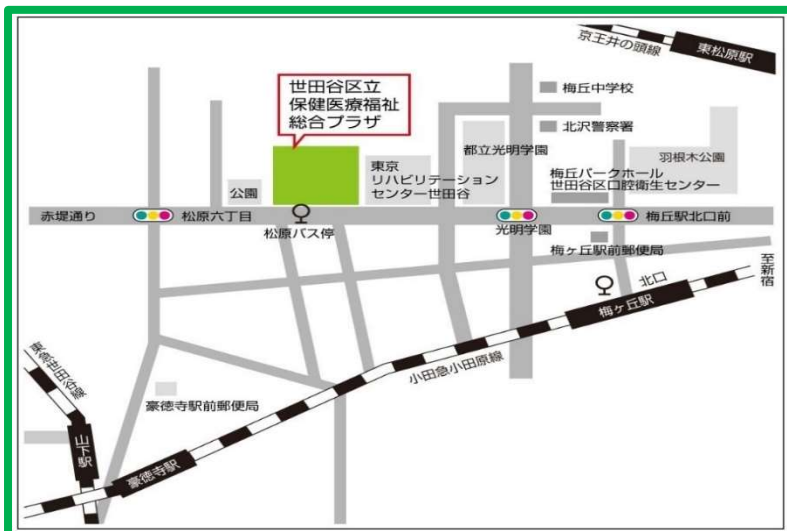 京王井の頭線
東松原駅
世田谷区立
保健医療福祉
総合プラザ
梅丘中学校
北沢警察署
都立光明学園
羽根木公園
東京
リハビリテーション
センター世田谷
梅丘パークホール
世田谷区口腔衛生センター
公園
赤堤通り
松原六丁目
松原バス停
光明学園
梅丘駅北口前
梅ヶ丘駅前郵便局
至新宿
北口
梅ヶ丘駅
小田急小田原線
東急世田谷線
豪徳寺駅前郵便局
山下駅
豪徳寺駅